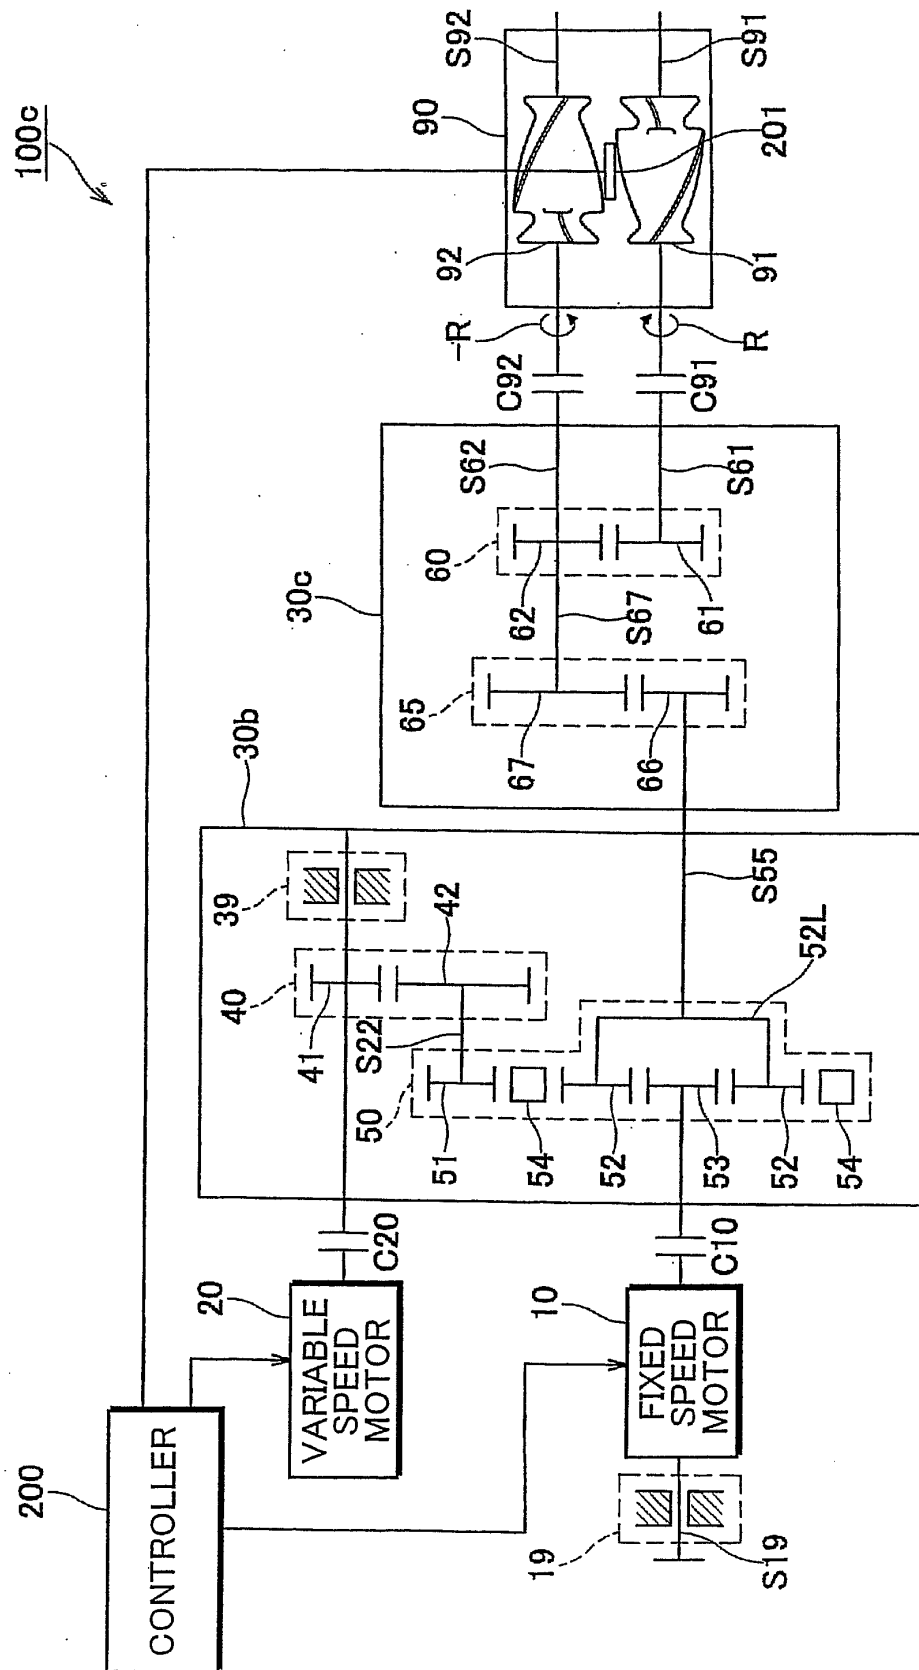 100c
200
CONTROLLER
20
VARIABLE
SPEED
MOTOR
C20
10
FIXED
SPEED
MOTOR
C10
19
S19
30b
39
40
41
42
S22
50
51
54
52
53
52
54
52L
S55
30c
65
67
66
S67
60
62
61
S62
S61
C92
C91
-R
R
90
92
91
201
S92
S91